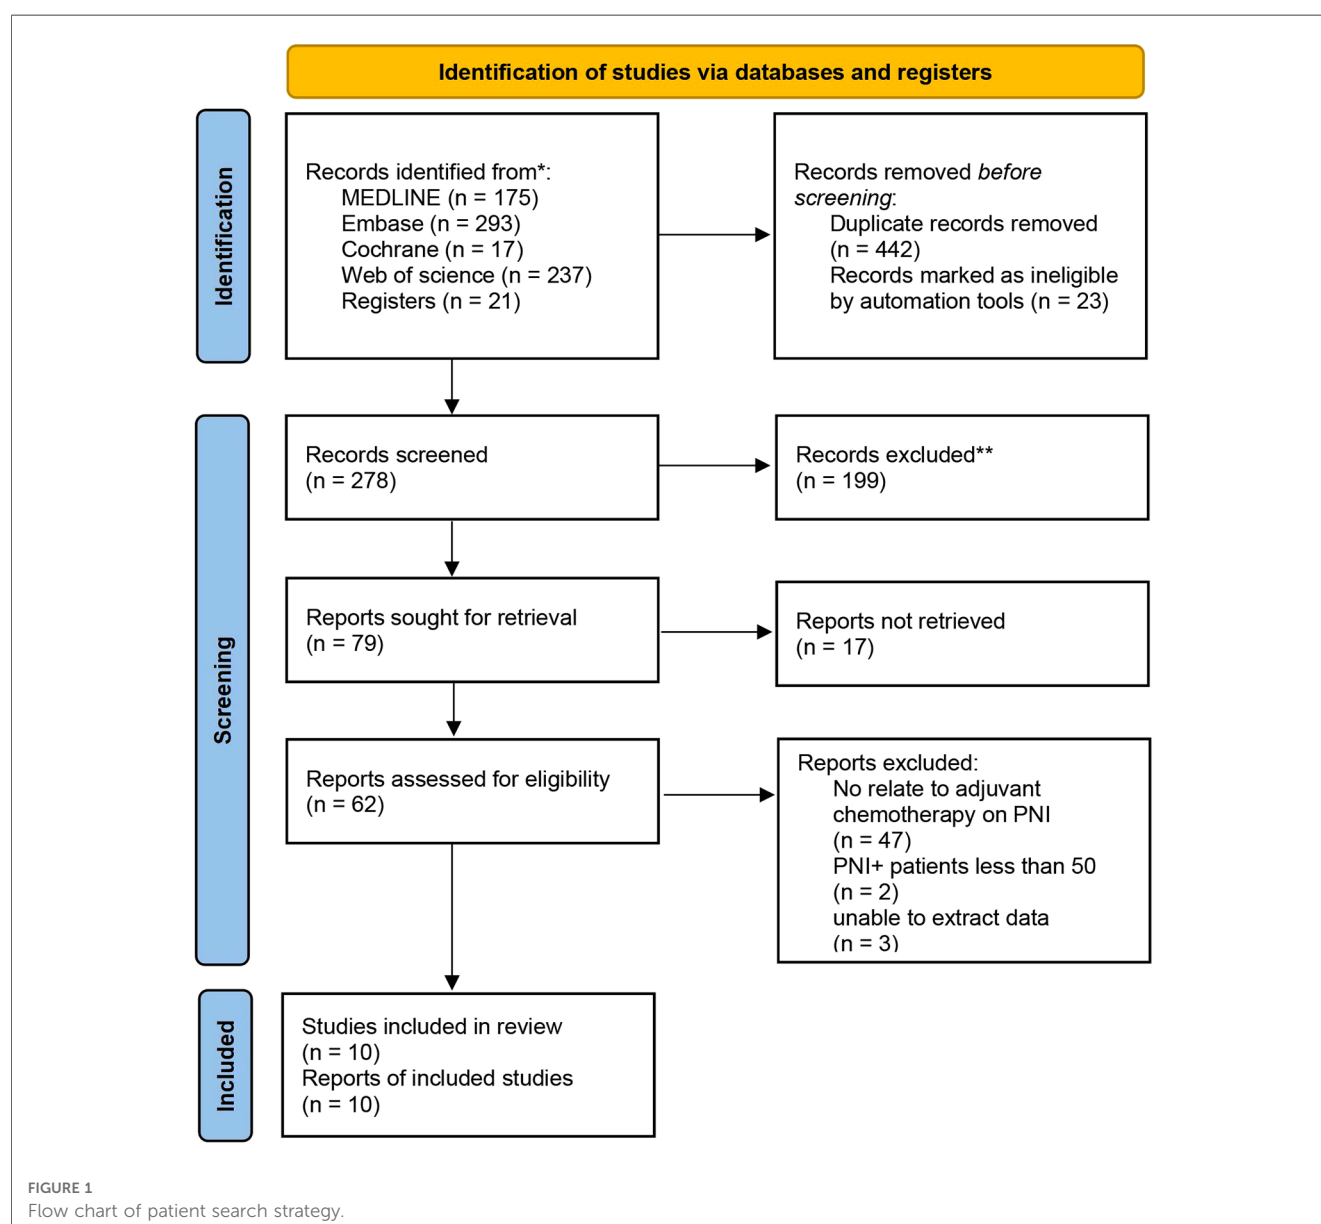 Identification of studies via databases and registers
Identification
Records identified from*:
MEDLINE (n = 175)
Embase (n = 293)
Cochrane (n = 17)
Web of science (n = 237)
Registers (n = 21)
Records removed before
screening:
Duplicate records removed
(n = 442)
Records marked as ineligible
by automation tools (n = 23)
Screening
Records screened
(n = 278)
Records excluded**
(n = 199)
Reports sought for retrieval
(n = 79)
Reports not retrieved
(n = 17)
Reports assessed for eligibility
(n = 62)
Reports excluded:
No relate to adjuvant
chemotherapy on PNI
(n = 47)
PNI+ patients less than 50
(n = 2)
unable to extract data
(n = 3)
Included
Studies included in review
(n = 10)
Reports of included studies
(n = 10)
FIGURE 1
Flow chart of patient search strategy.